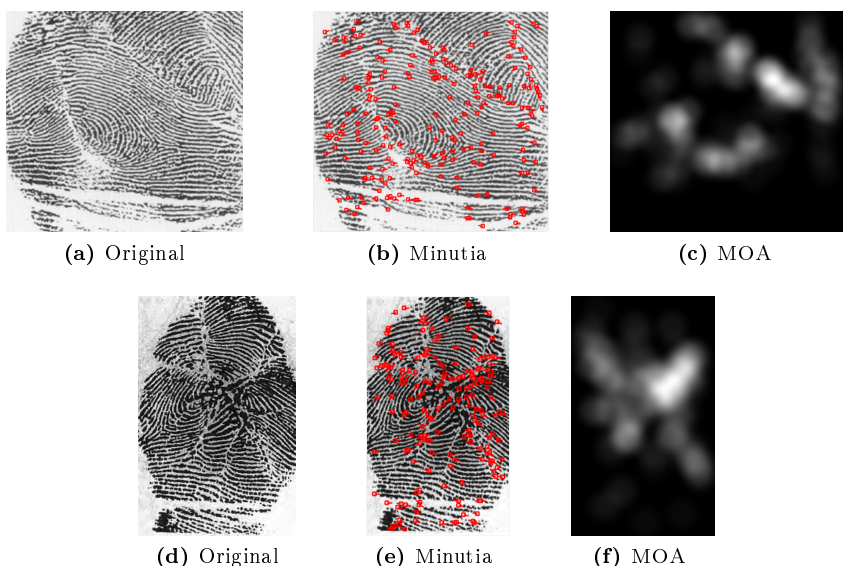 (a) Original
(b) Minutia
(c) MOA
(d) Original
(e) Minutia
(f) MOA